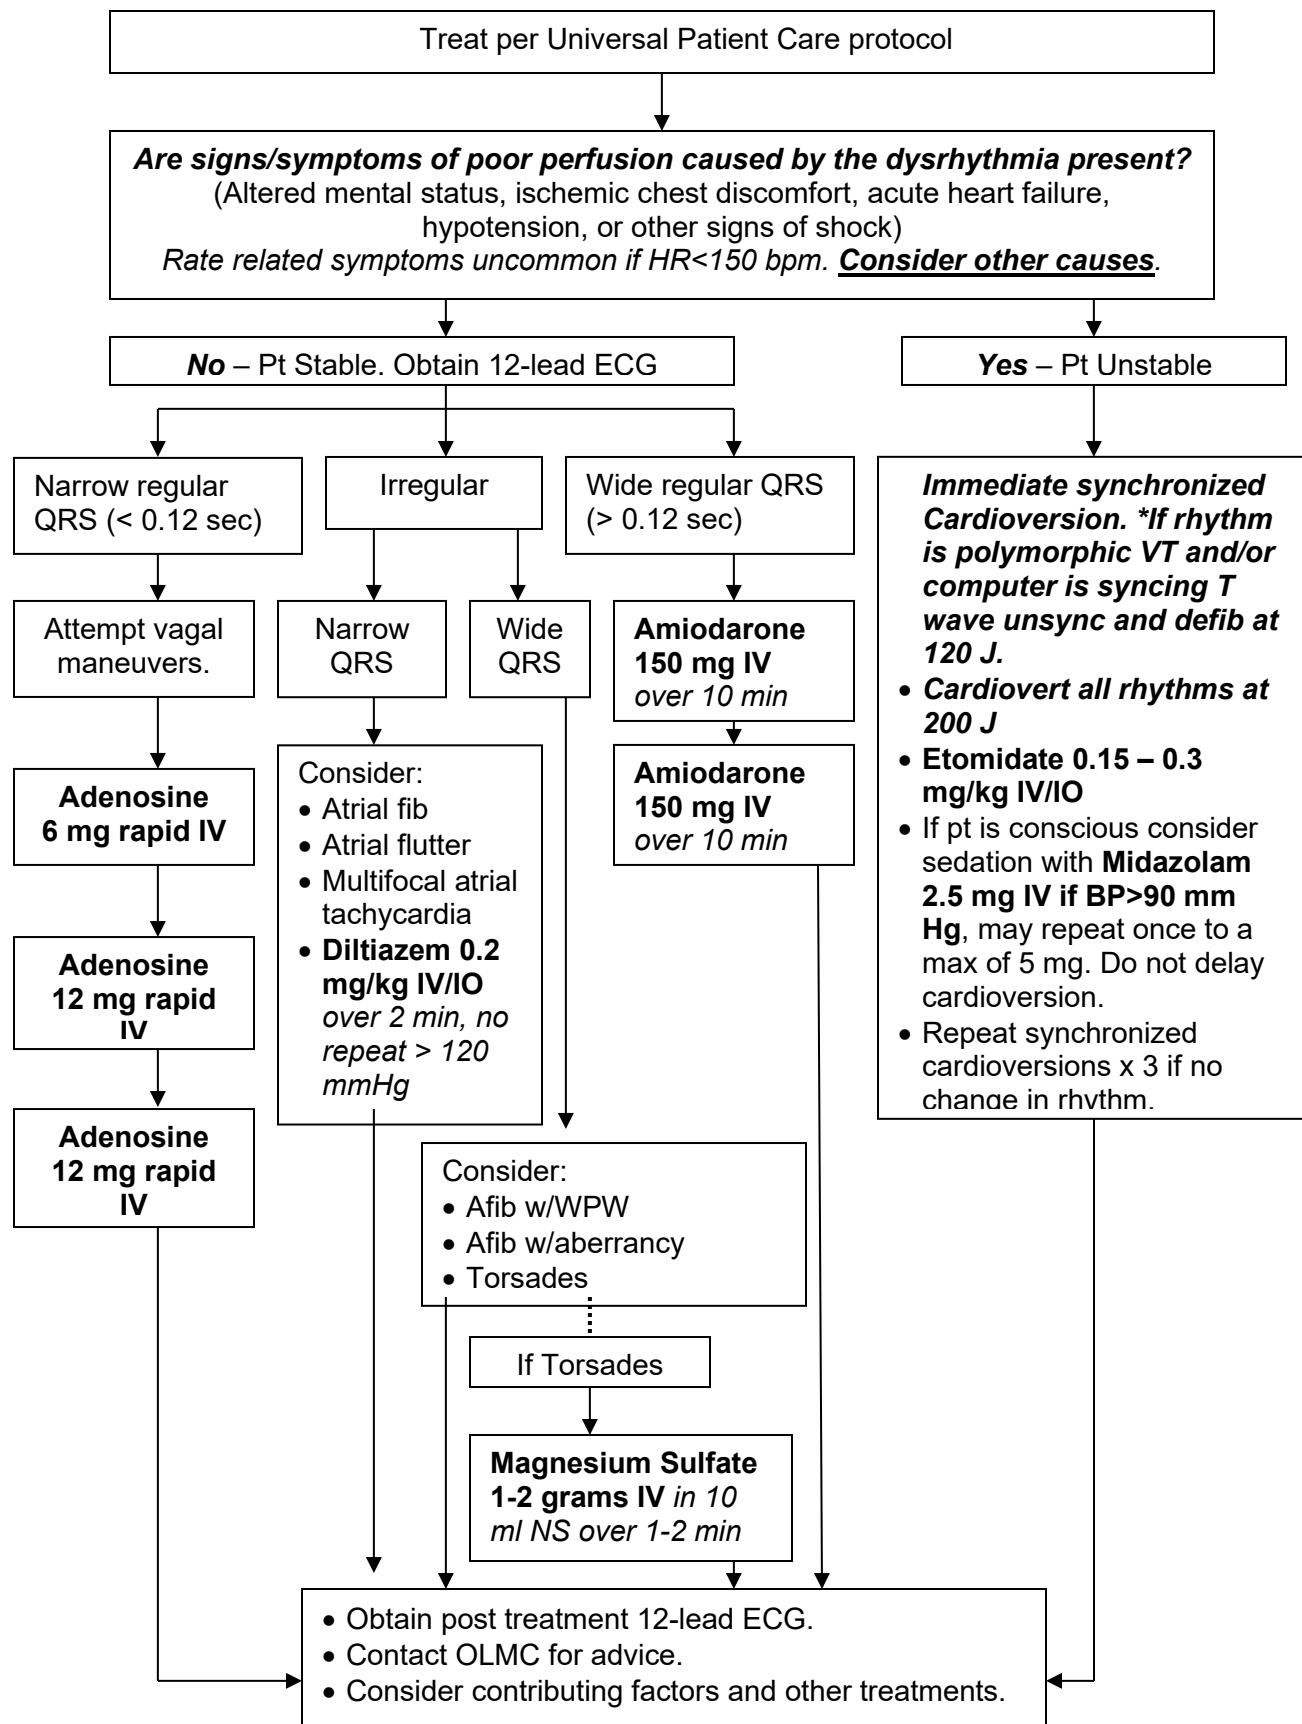 Treat per Universal Patient Care protocol
Are signs/symptoms of poor perfusion caused by the dysrhythmia present?
(Altered mental status, ischemic chest discomfort, acute heart failure,
hypotension, or other signs of shock)
Rate related symptoms uncommon if HR<150 bpm. Consider other causes.
No – Pt Stable. Obtain 12-lead ECG
Yes – Pt Unstable
Narrow regular
QRS (< 0.12 sec)
Attempt vagal
maneuvers.
Adenosine
6 mg rapid IV
Adenosine
12 mg rapid
IV
Adenosine
12 mg rapid
IV
Irregular
Narrow
QRS
Wide
QRS
Consider:
• Atrial fib
• Atrial flutter
• Multifocal atrial
tachycardia
• Diltiazem 0.2
mg/kg IV/IO
over 2 min, no
repeat > 120
mmHg
Consider:
• Afib w/WPW
• Afib w/aberrancy
• Torsades
If Torsades
Magnesium Sulfate
1-2 grams IV in 10
ml NS over 1-2 min
Wide regular QRS
(> 0.12 sec)
Amiodarone
150 mg IV
over 10 min
Amiodarone
150 mg IV
over 10 min
Immediate synchronized
Cardioversion. *If rhythm
is polymorphic VT and/or
computer is syncing T
wave unsync and defib at
120 J.
• Cardiovert all rhythms at
200 J
• Etomidate 0.15 – 0.3
mg/kg IV/IO
• If pt is conscious consider
sedation with Midazolam
2.5 mg IV if BP>90 mm
Hg, may repeat once to a
max of 5 mg. Do not delay
cardioversion.
• Repeat synchronized
cardioversions x 3 if no
change in rhythm.
• Obtain post treatment 12-lead ECG.
• Contact OLMC for advice.
• Consider contributing factors and other treatments.